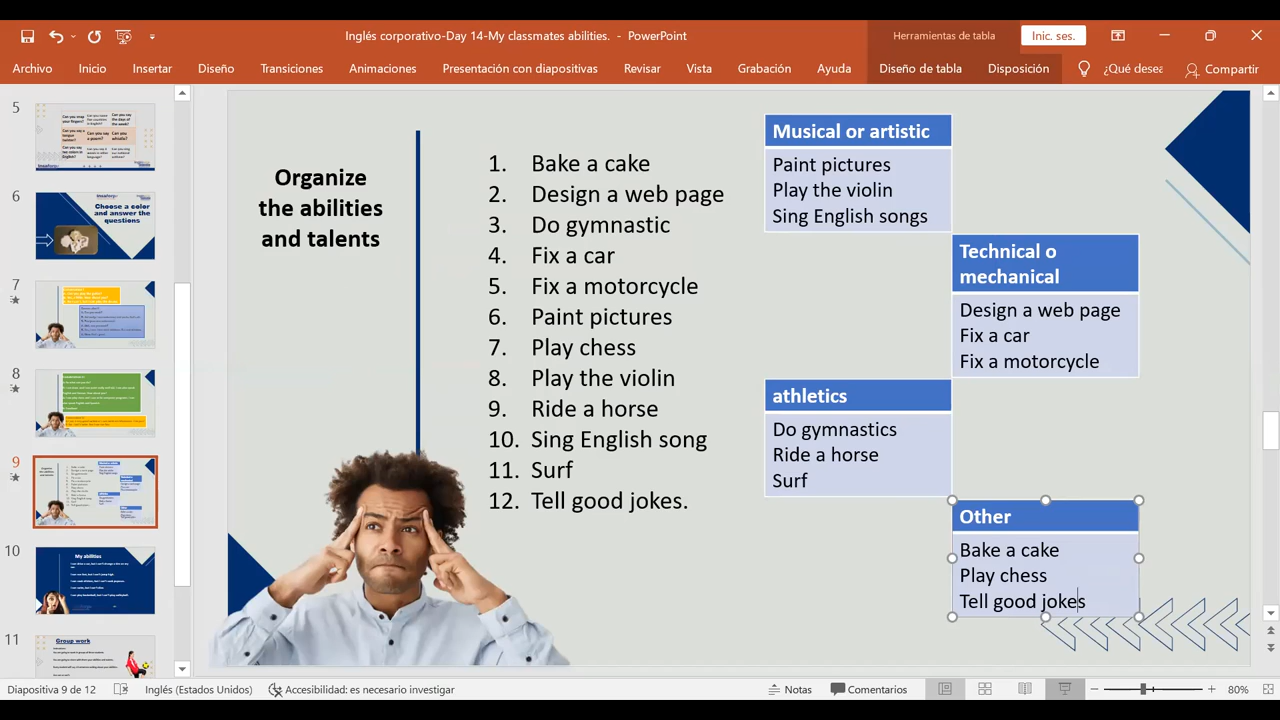 Inglés corporativo-Day 14-My classmates abilities. - PowerPoint
Herramientas de tabla
Inic. ses.
Archivo
Inicio
Insertar
Diseño
Transiciones
Animaciones
Presentación con diapositivas
Revisar
Vista
Grabación
Ayuda
Diseño de tabla
Disposición
¿Qué desea
Compartir
5
6
Choose a color
and answer the
questions
7
8
9
10
My abilities
11
Group work
Organize
the abilities
and talents
1. Bake a cake
2. Design a web page
3. Do gymnastic
4. Fix a car
5. Fix a motorcycle
6. Paint pictures
7. Play chess
8. Play the violin
9. Ride a horse
10. Sing English song
11. Surf
12. Tell good jokes.
Musical or artistic
Paint pictures
Play the violin
Sing English songs
Technical o
mechanical
Design a web page
Fix a car
Fix a motorcycle
athletics
Do gymnastics
Ride a horse
Surf
Other
Bake a cake
Play chess
Tell good jokes
Diapositiva 9 de 12
Inglés (Estados Unidos)
Accesibilidad: es necesario investigar
Notas
Comentarios
80%